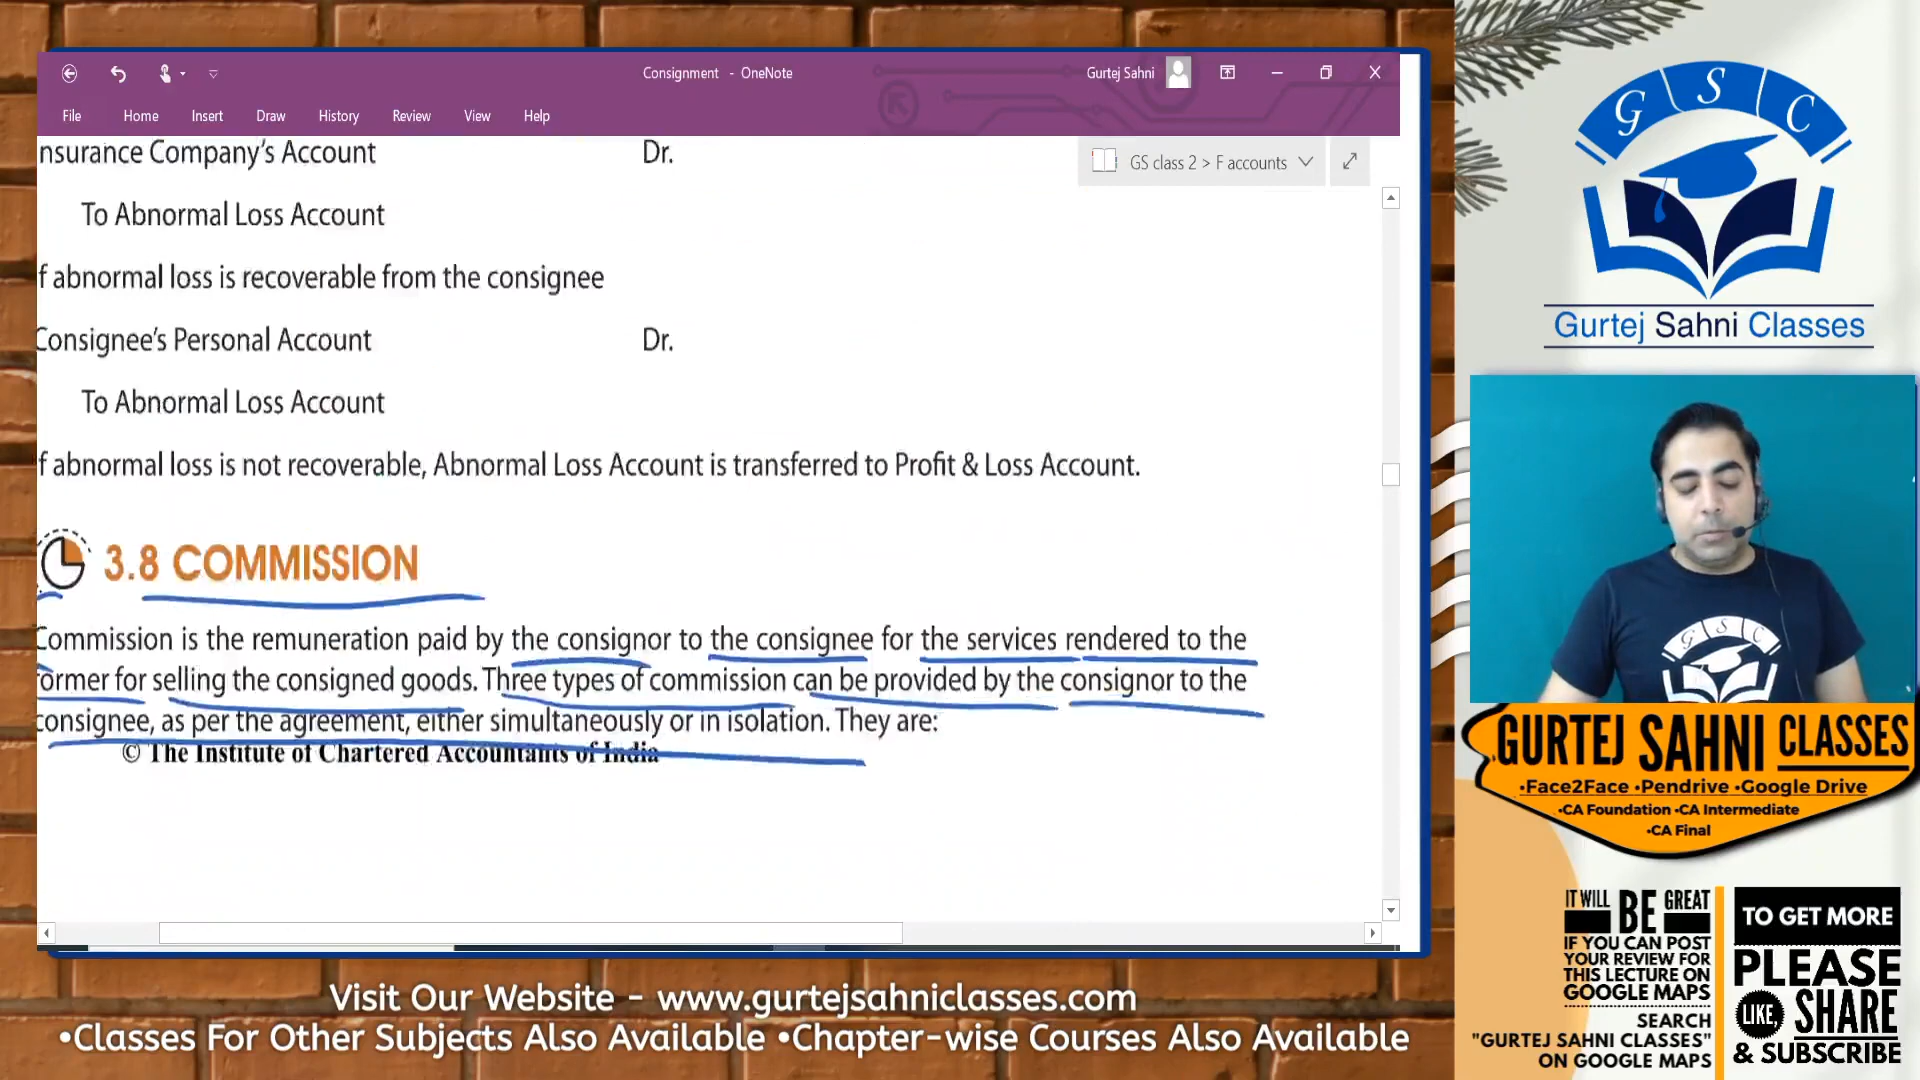 Consignment - OneNote
Gurtej Sahni
File Home Insert Draw History Review View Help
GS class 2 > F accounts
nsurance Company's Account Dr.
To Abnormal Loss Account
f abnormal loss is recoverable from the consignee
Consignee's Personal Account Dr.
To Abnormal Loss Account
f abnormal loss is not recoverable, Abnormal Loss Account is transferred to Profit & Loss Account.
3.8 COMMISSION
Commission is the remuneration paid by the consignor to the consignee for the services rendered to the
former for selling the consigned goods. Three types of commission can be provided by the consignor to the
consignee, as per the agreement, either simultaneously or in isolation. They are:
© The Institute of Chartered Accountants of India
G S C
Gurtej Sahni Classes
GSC
GURTEJ SAHNI CLASSES
•Face2Face •Pendrive •Google Drive
•CA Foundation •CA Intermediate
•CA Final
IT WILL BE GREAT
IF YOU CAN POST
YOUR REVIEW FOR
THIS LECTURE ON
GOOGLE MAPS
SEARCH
"GURTEJ SAHNI CLASSES"
ON GOOGLE MAPS
TO GET MORE
PLEASE
LIKE, SHARE
& SUBSCRIBE
Visit Our Website - www.gurtejsahniclasses.com
•Classes For Other Subjects Also Available •Chapter-wise Courses Also Available